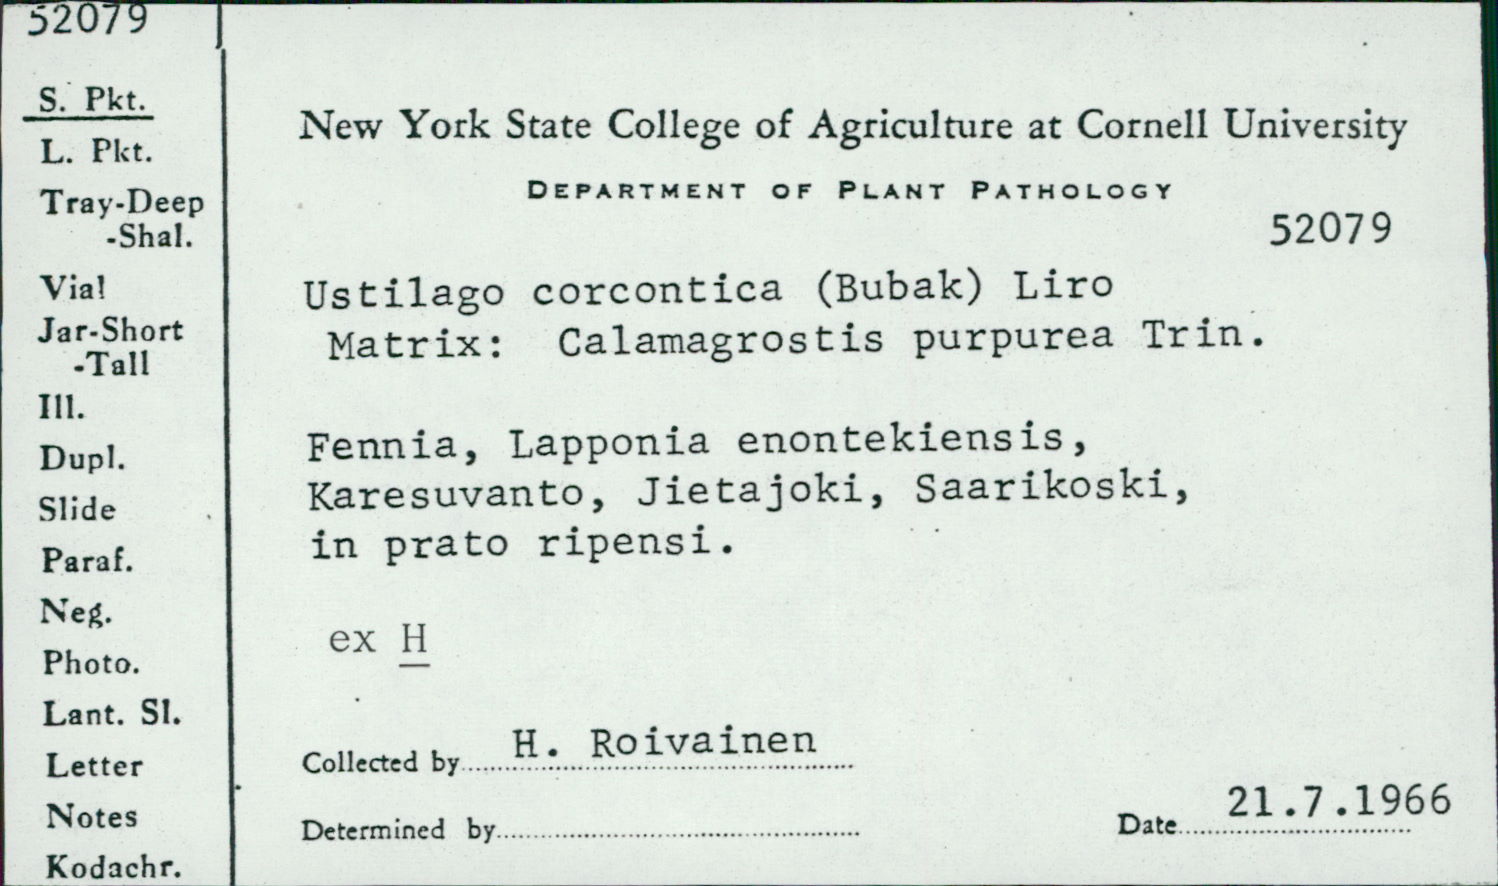 52079
S. Pkt.
L. Pkt.
Tray-Deep
-Shal.
Vial
Jar-Short
-Tall
Ill.
Dupl.
Slide
Paraf.
Neg.
Photo.
Lant. Sl.
Letter
Notes
Kodachr.
New York State College of Agriculture at Cornell University
DEPARTMENT OF PLANT PATHOLOGY
52079
Ustilago corcontica (Bubak) Liro
Matrix: Calamagrostis purpurea Trin.
Fennia, Lapponia enontekiensis,
Karesuvanto, Jietajoki, Saarikoski,
in prato ripensi.
ex H
Collected by H. Roivainen
Determined by
Date 21.7.1966